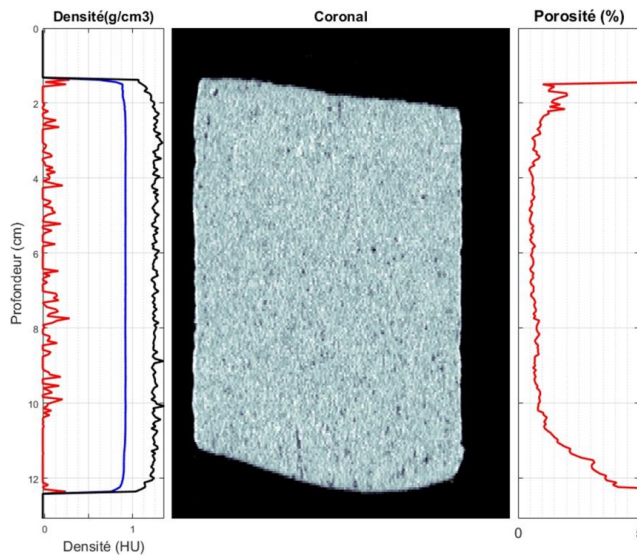 Densité(g/cm3)
Coronal
Porosité (%)
0
2
4
6
8
10
12
Profondeur (cm)
0
1
Densité (HU)
0